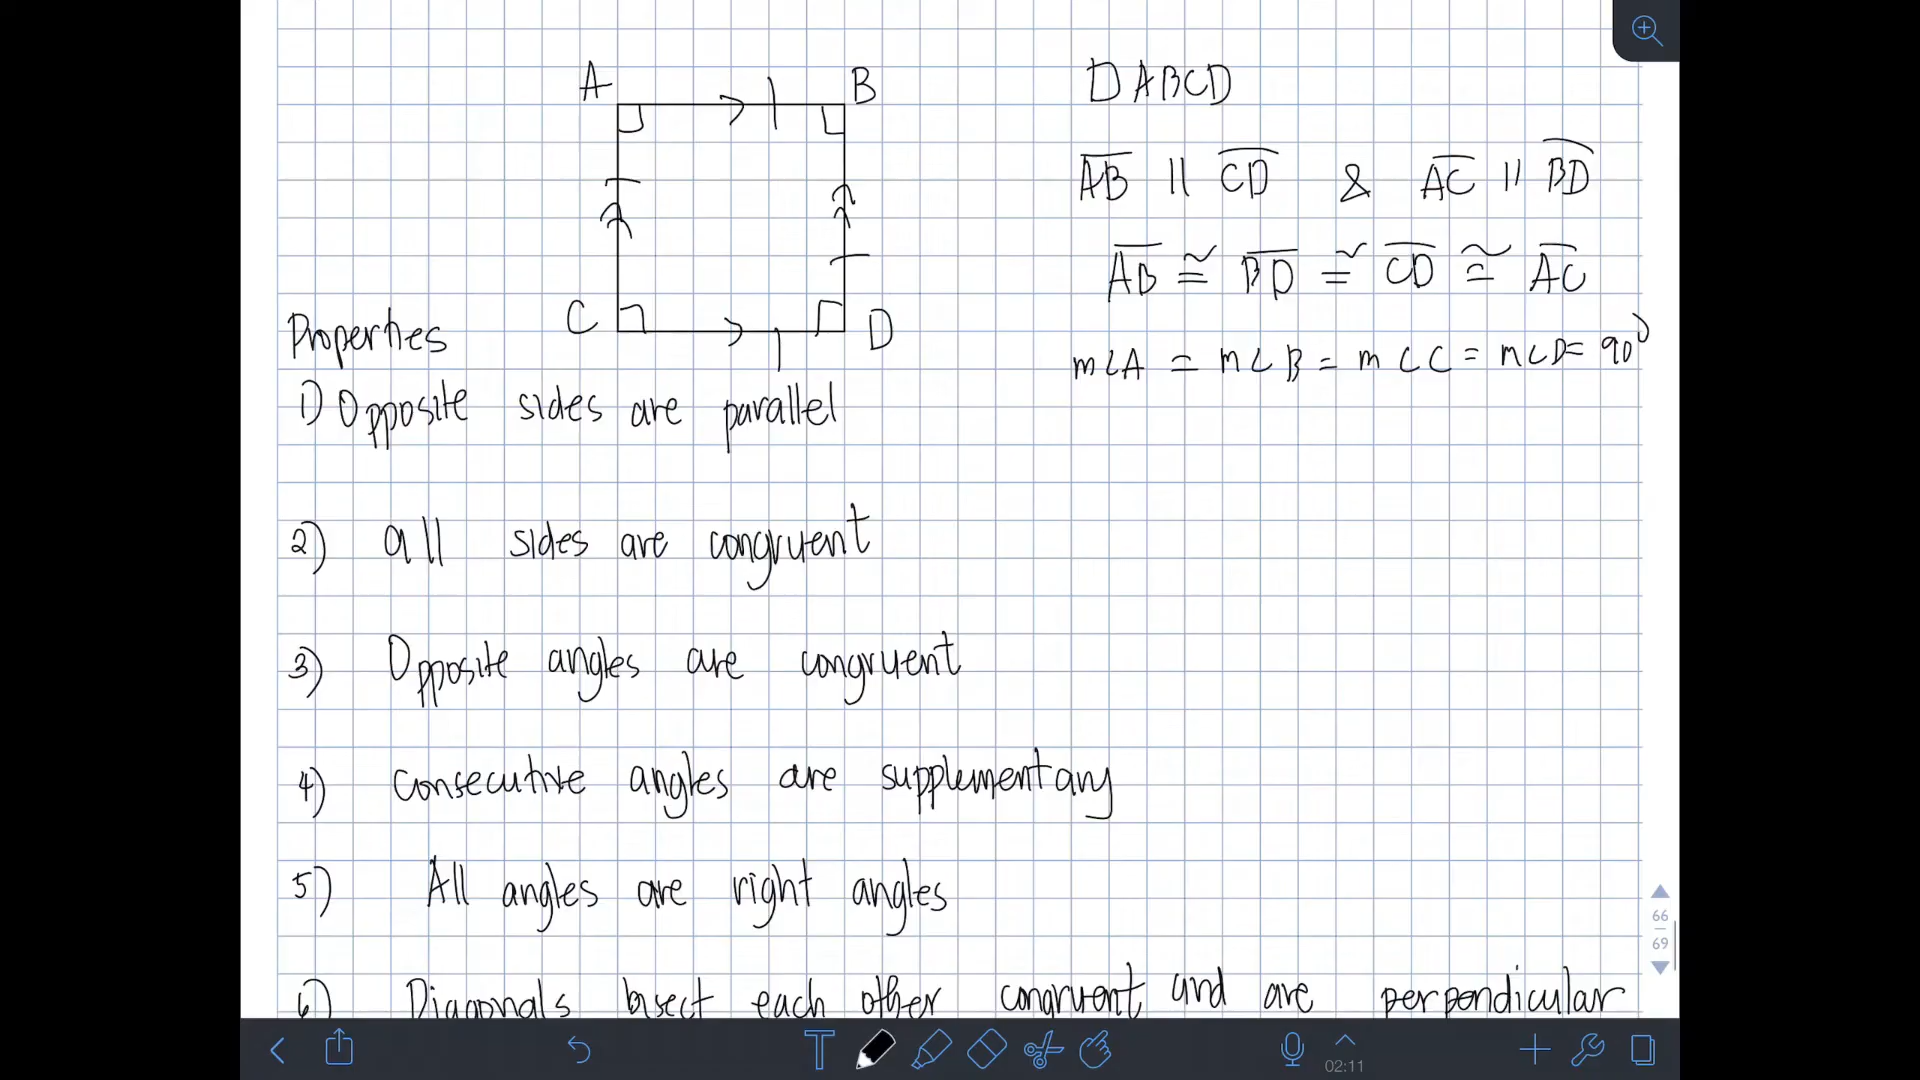 A B
C D
□ ABCD
AB || CD & AC || BD
AB ≅ BD ≅ CD ≅ AC
m∠A = m∠B = m∠C = m∠D = 90°
Properties
1) Opposite sides are parallel
2) all sides are congruent
3) Opposite angles are congruent
4) Consecutive angles are supplementary
5) All angles are right angles
6) Diagonals bisect each other congruent and are perpendicular
66
69
T
02:11